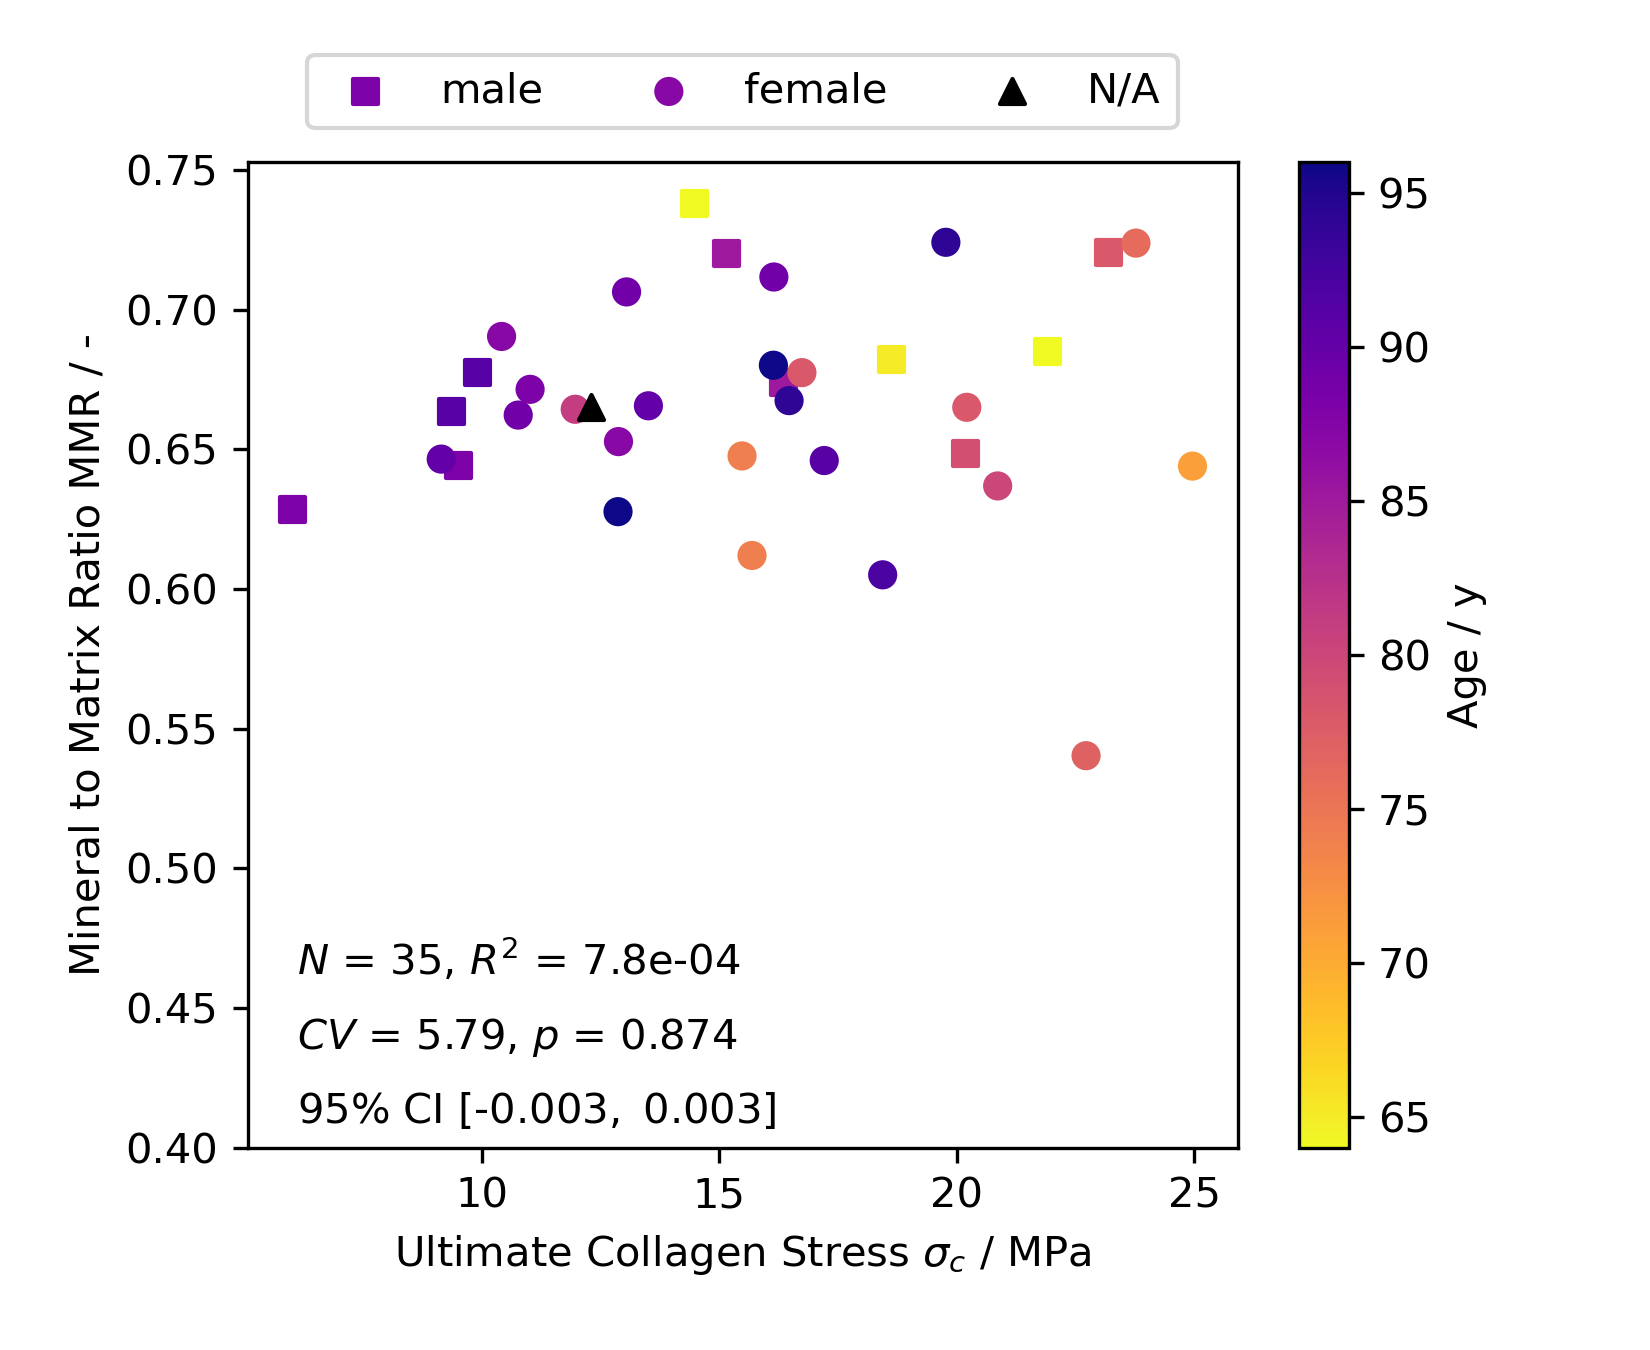 male female N/A
0.75
0.70
0.65
0.60
0.55
0.50
0.45
0.40
Mineral to Matrix Ratio MMR / -
N = 35, R² = 7.8e-04
CV = 5.79, p = 0.874
95% CI [-0.003, 0.003]
10 15 20 25
Ultimate Collagen Stress σc / MPa
95
90
85
80
75
70
65
Age / y